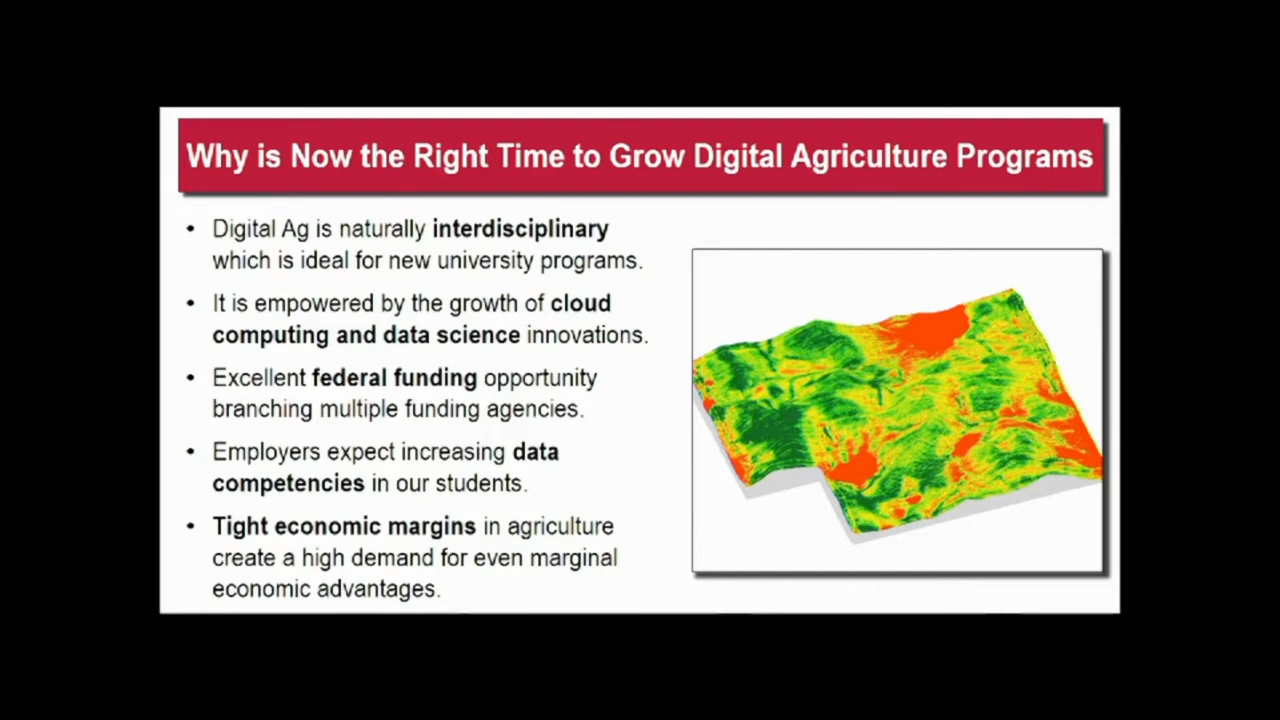 Why is Now the Right Time to Grow Digital Agriculture Programs
• Digital Ag is naturally interdisciplinary
which is ideal for new university programs.
• It is empowered by the growth of cloud
computing and data science innovations.
• Excellent federal funding opportunity
branching multiple funding agencies.
• Employers expect increasing data
competencies in our students.
• Tight economic margins in agriculture
create a high demand for even marginal
economic advantages.